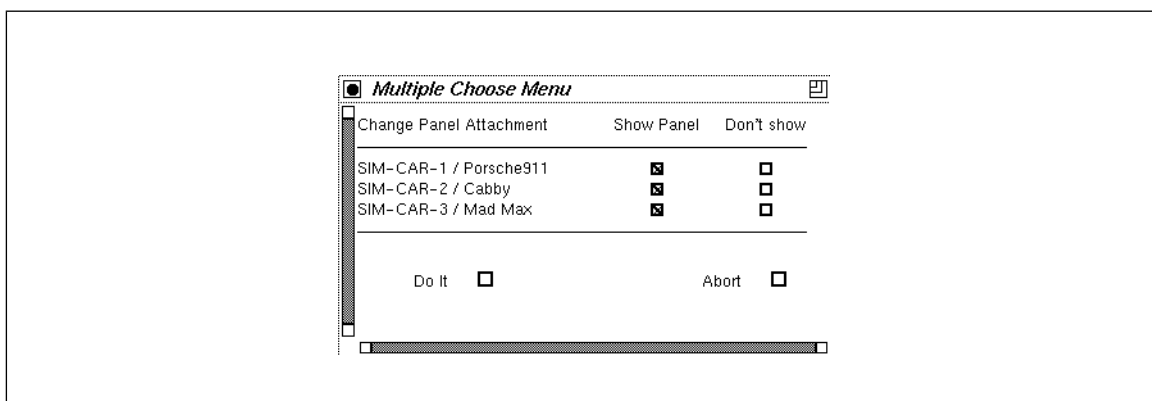 Multiple Choose Menu
Change Panel Attachment Show Panel Don't show
SIM-CAR-1 / Porsche911
SIM-CAR-2 / Cabby
SIM-CAR-3 / Mad Max
Do It Abort